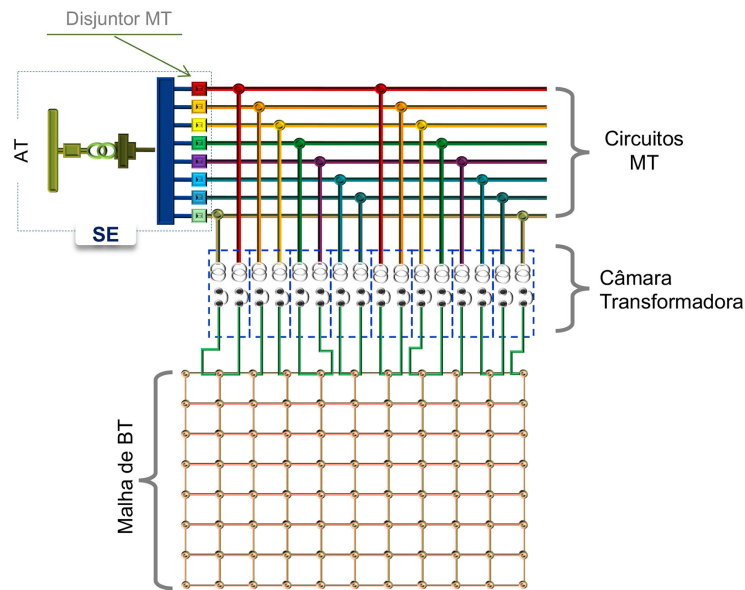 Disjuntor MT
AT
SE
Circuitos
MT
Câmara
Transformadora
Malha de BT